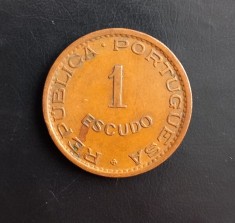 REPUBLICA · PORTUGUESA
1
ESCUDO